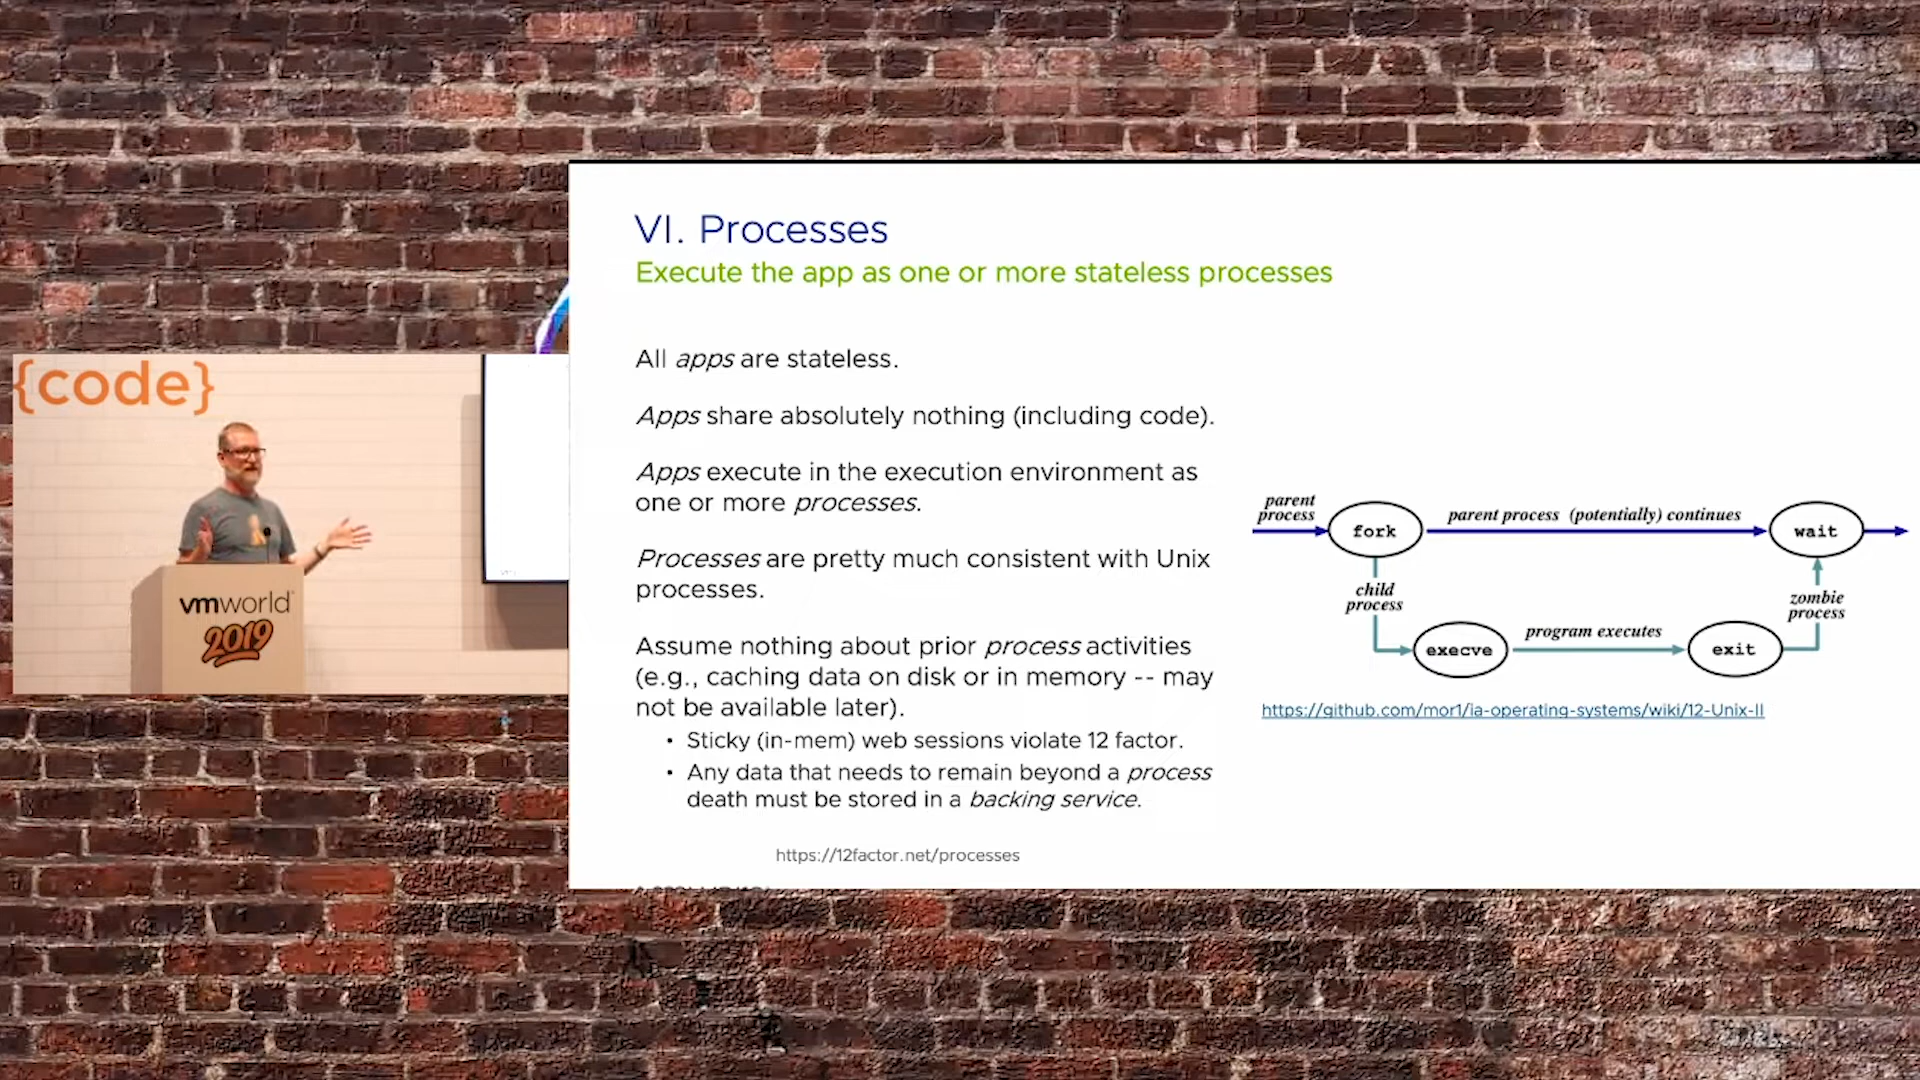 VI. Processes
Execute the app as one or more stateless processes
All apps are stateless.
Apps share absolutely nothing (including code).
Apps execute in the execution environment as
one or more processes.
Processes are pretty much consistent with Unix
processes.
Assume nothing about prior process activities
(e.g., caching data on disk or in memory -- may
not be available later).
• Sticky (in-mem) web sessions violate 12 factor.
• Any data that needs to remain beyond a process
death must be stored in a backing service.
https://12factor.net/processes
parent
process
fork
parent process (potentially) continues
wait
child
process
zombie
process
execve
program executes
exit
https://github.com/mor1/ia-operating-systems/wiki/12-Unix-II
{code}
vmworld
2019